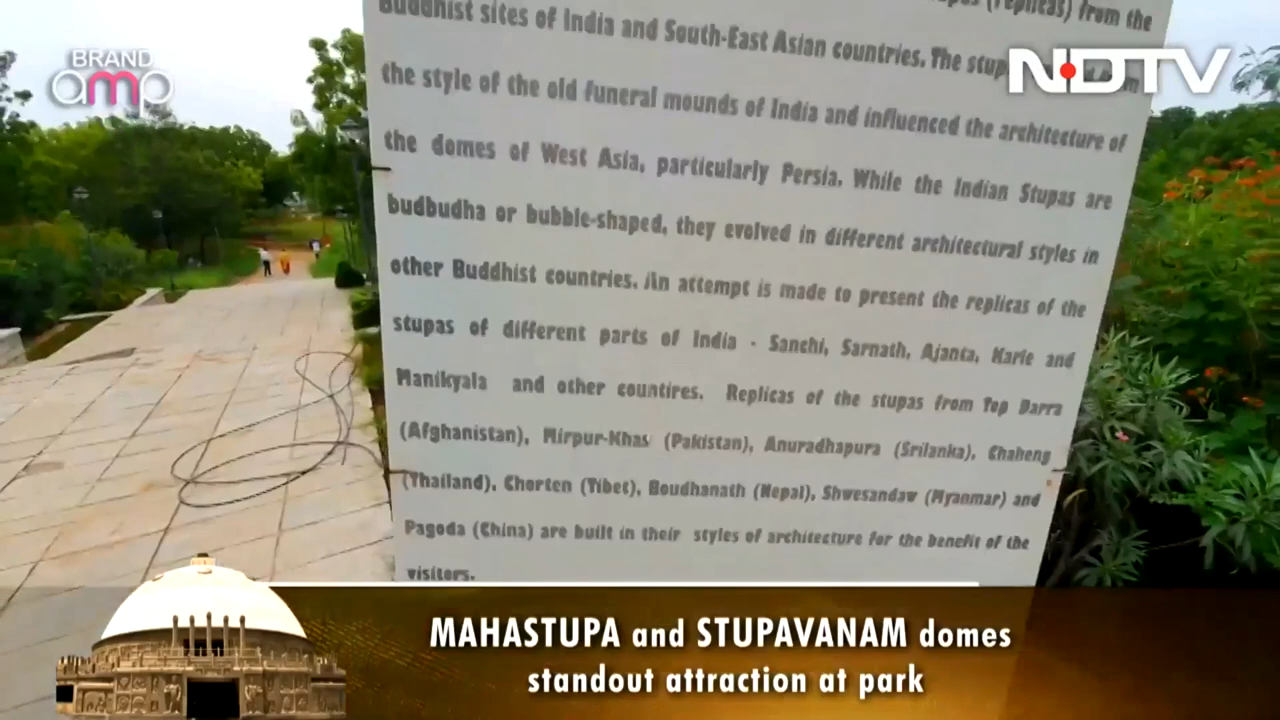 BRAND
amp
NDTV
(replicas) from the
Buddhist sites of India and South-East Asian countries. The
the style of the old funeral mounds of India and influenced the architecture of
the domes of West Asia, particularly Persia. While the Indian Stupas are
budbudha or bubble-shaped, they evolved in different architectural styles in
other Buddhist countries. An attempt is made to present the replicas of the
stupas of different parts of India - Sanchi, Sarnath, Ajanta, Karle and
Manikyala and other countires. Replicas of the stupas from Top Darra
(Afghanistan), Mirpur-Khas (Pakistan), Anuradhapura (Srilanka), Chaheng
(Thailand), Chorten (Tibet), Boudhanath (Nepal), Shwesandaw (Myanmar) and
Pagoda (China) are built in their styles of architecture for the benefit of the
visitors.
MAHASTUPA and STUPAVANAM domes
standout attraction at park